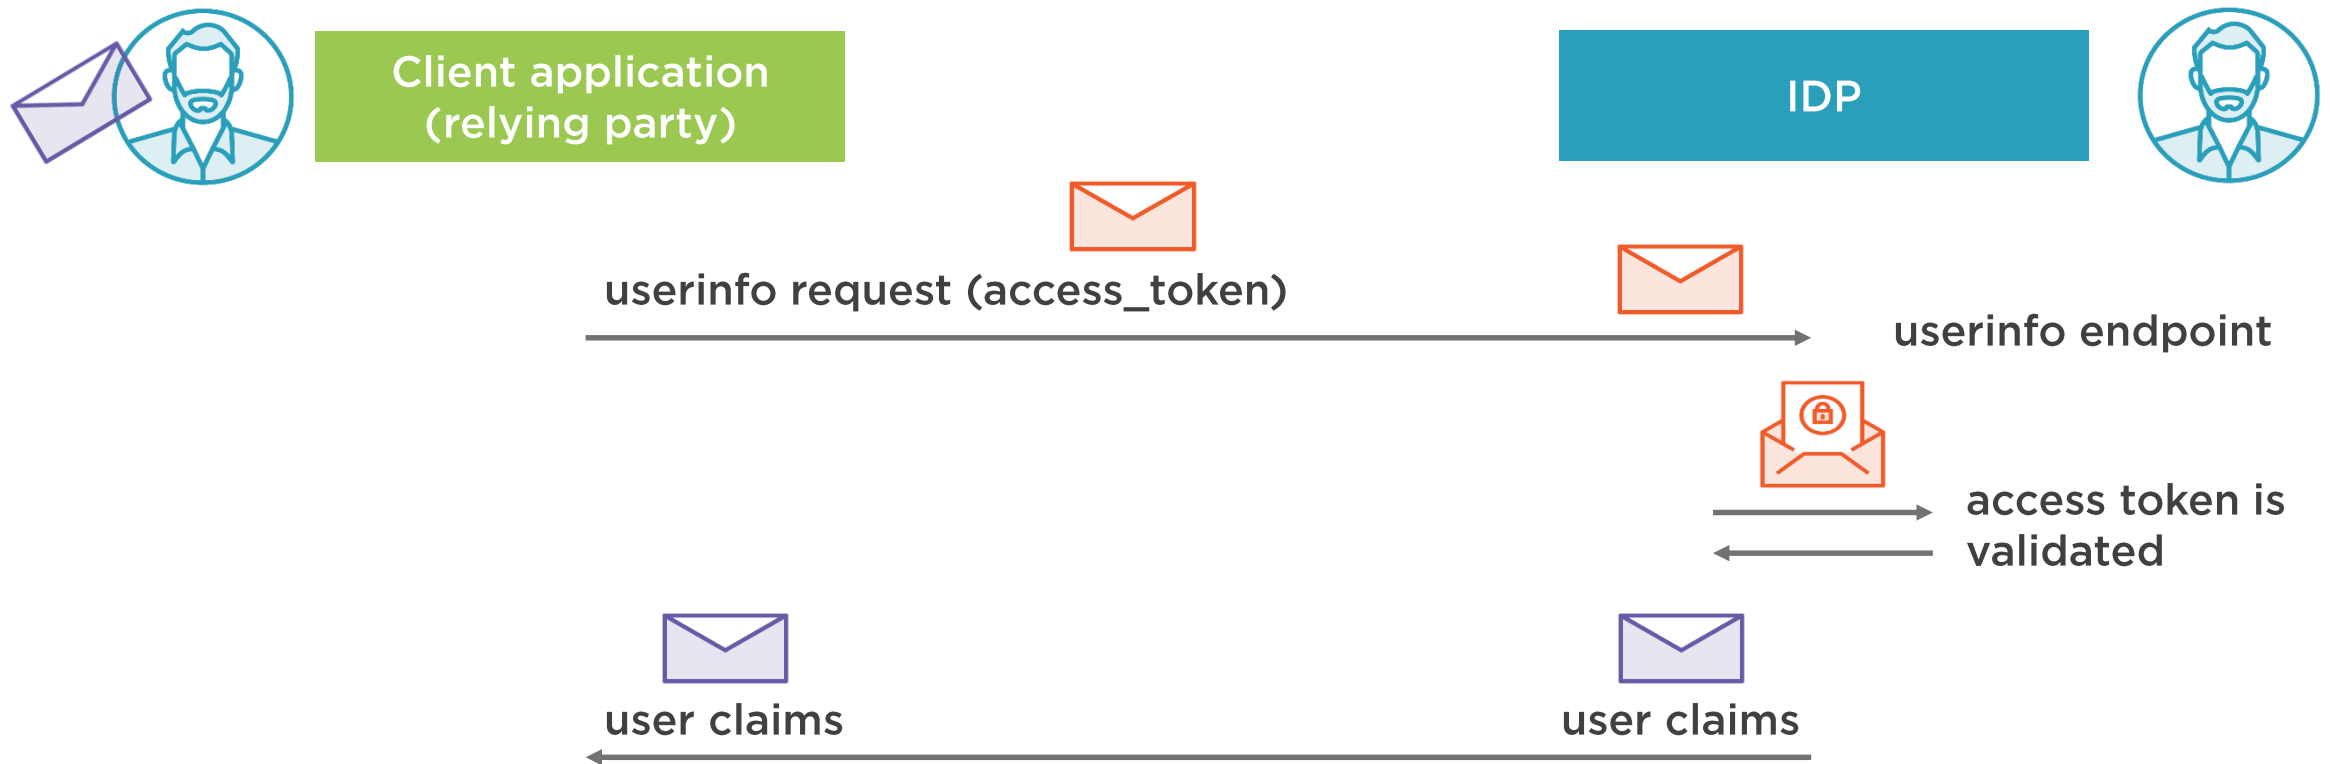 Client application
(relying party)
IDP
userinfo request (access_token)
userinfo endpoint
access token is
validated
user claims
user claims